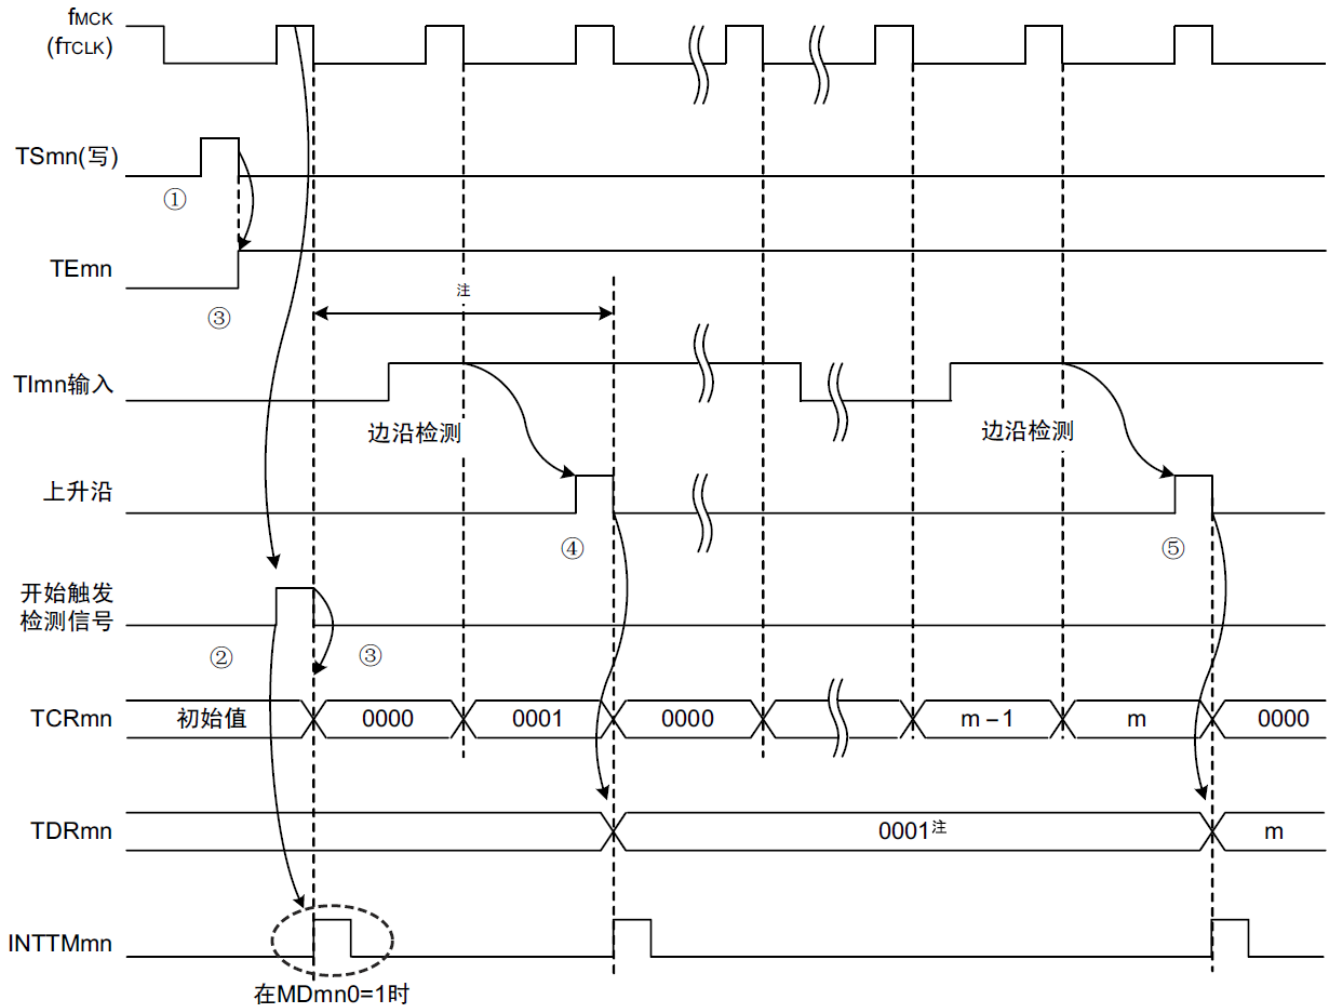 fMCK
(fTCLK)
TSmn(写)
①
TEmn
③
注
TImn输入
边沿检测
边沿检测
上升沿
④
⑤
开始触发
检测信号
②
③
TCRmn
初始值
0000
0001
0000
m－1
m
0000
TDRmn
0001注
m
INTTMmn
在MDmn0=1时